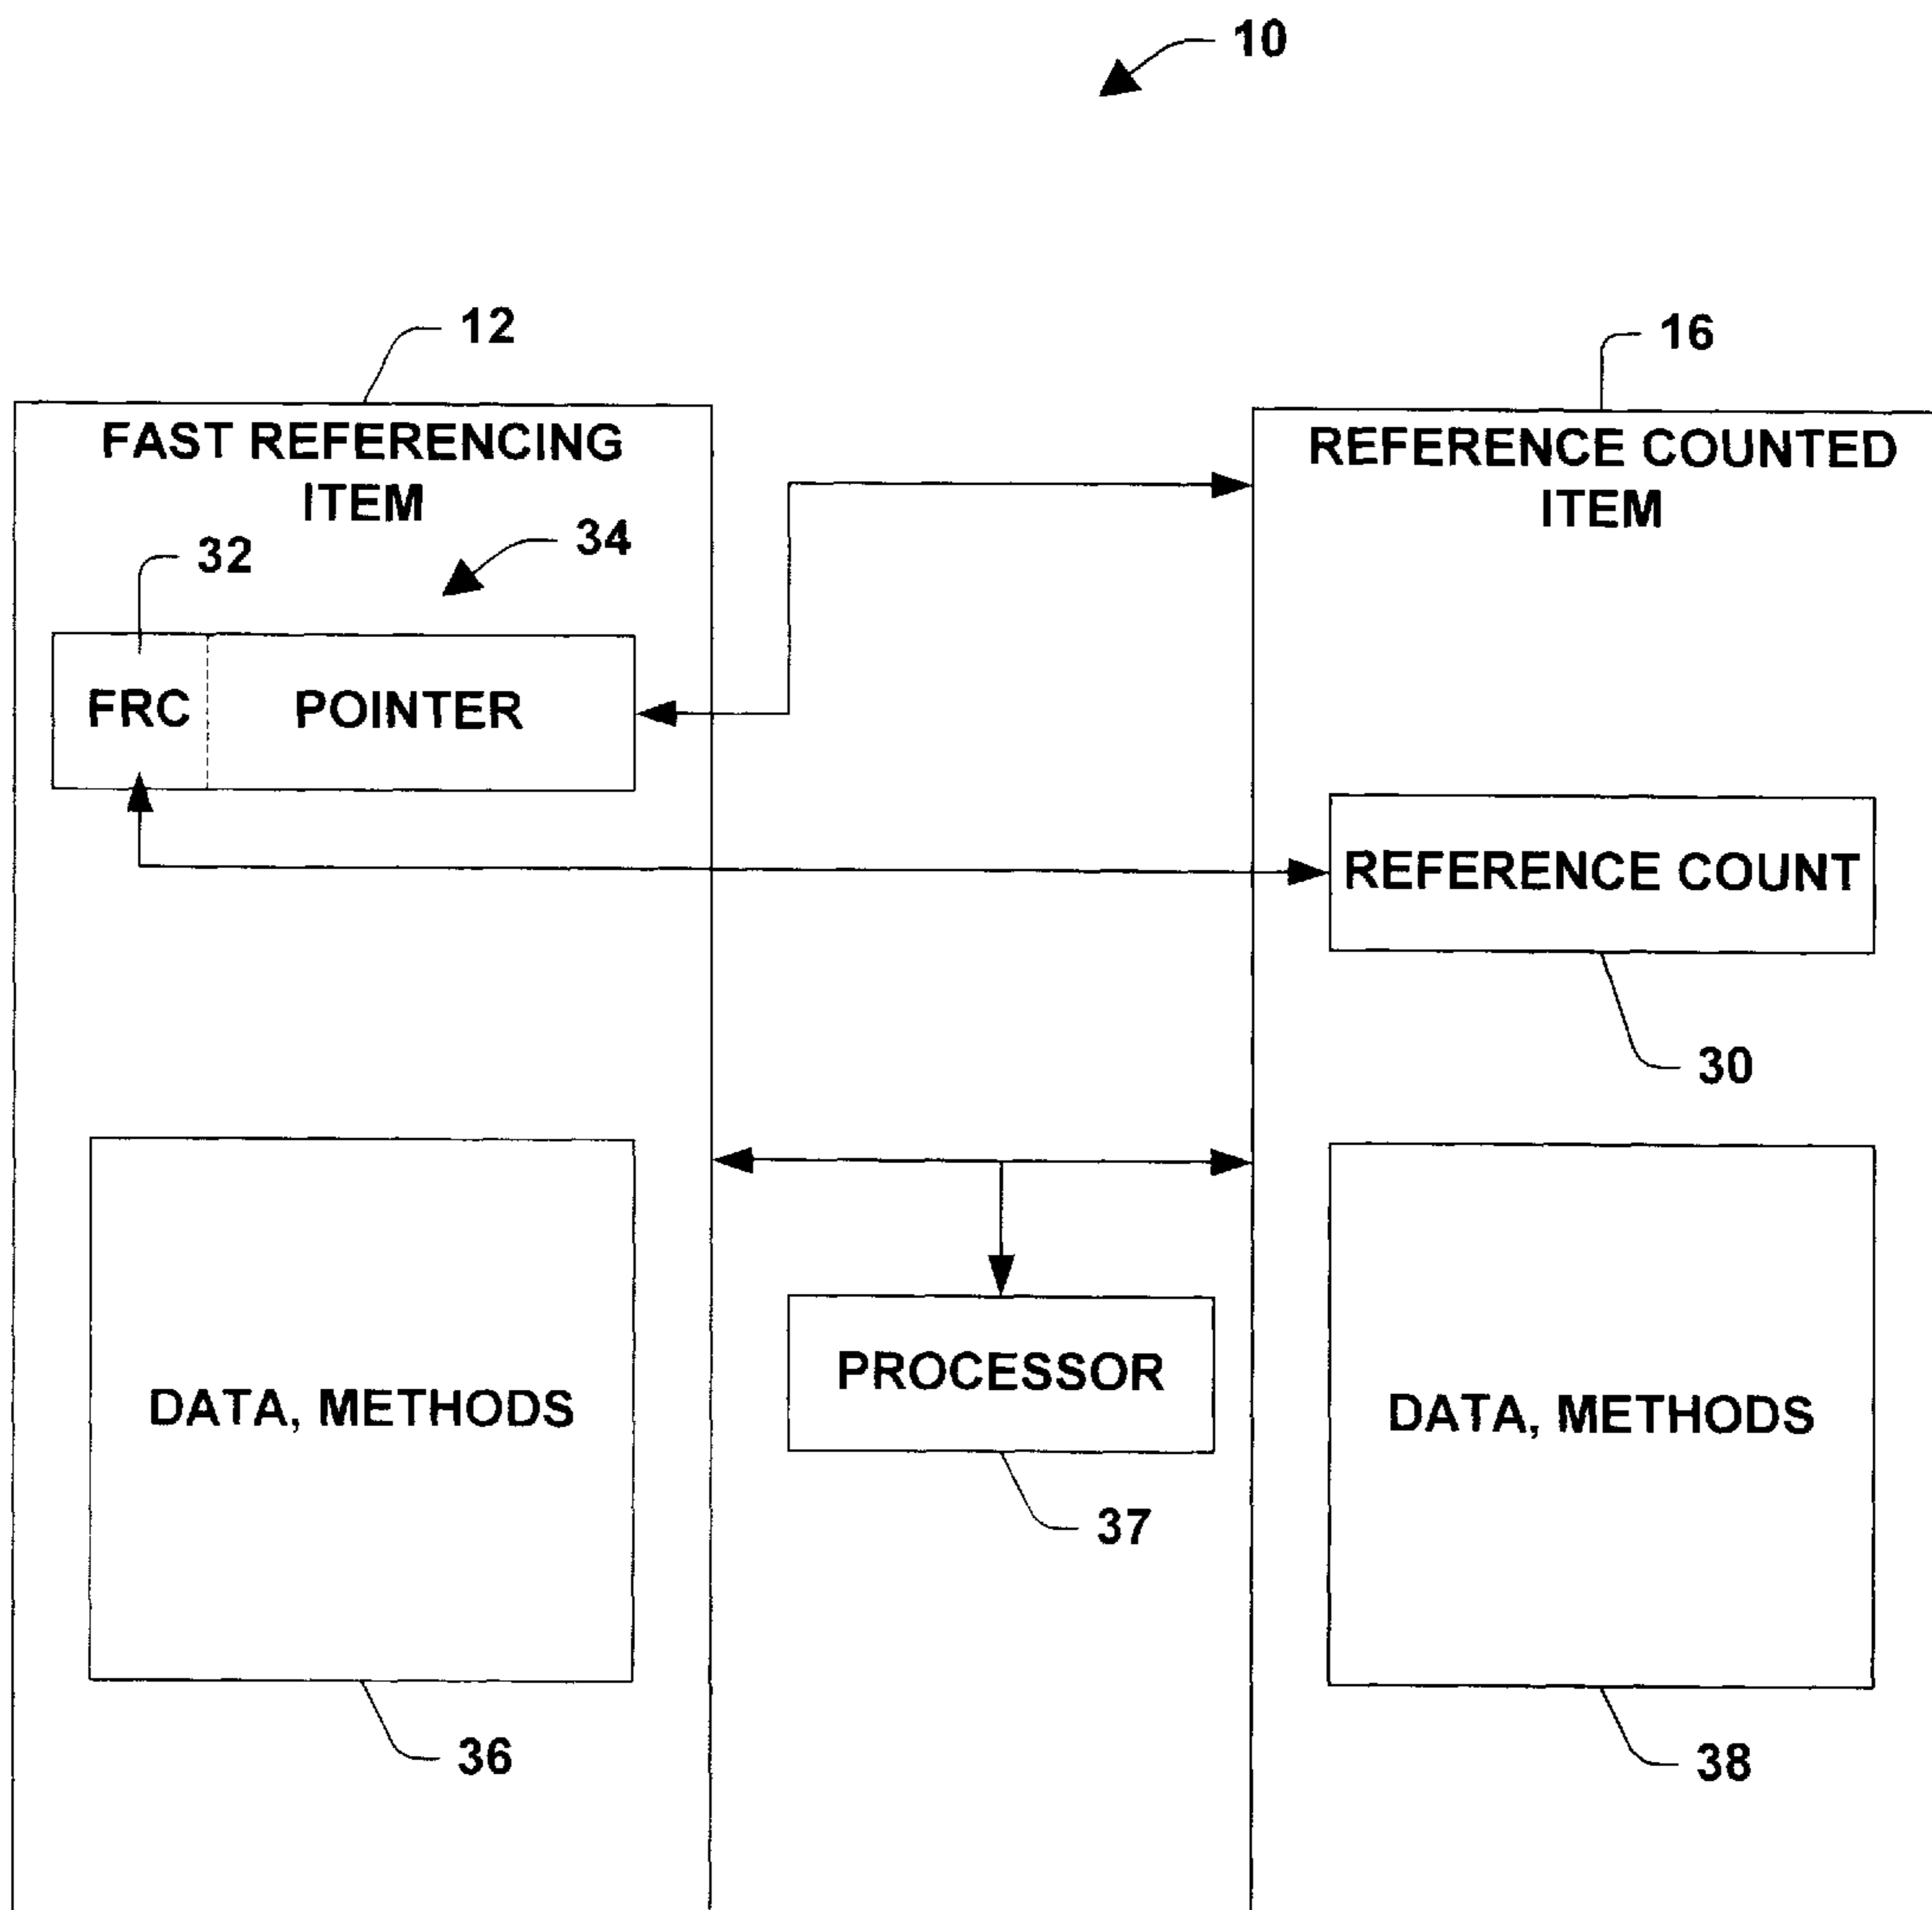 10
12
16
FAST REFERENCING
ITEM
REFERENCE COUNTED
ITEM
32
34
FRC
POINTER
REFERENCE COUNT
30
DATA, METHODS
PROCESSOR
DATA, METHODS
37
36
38